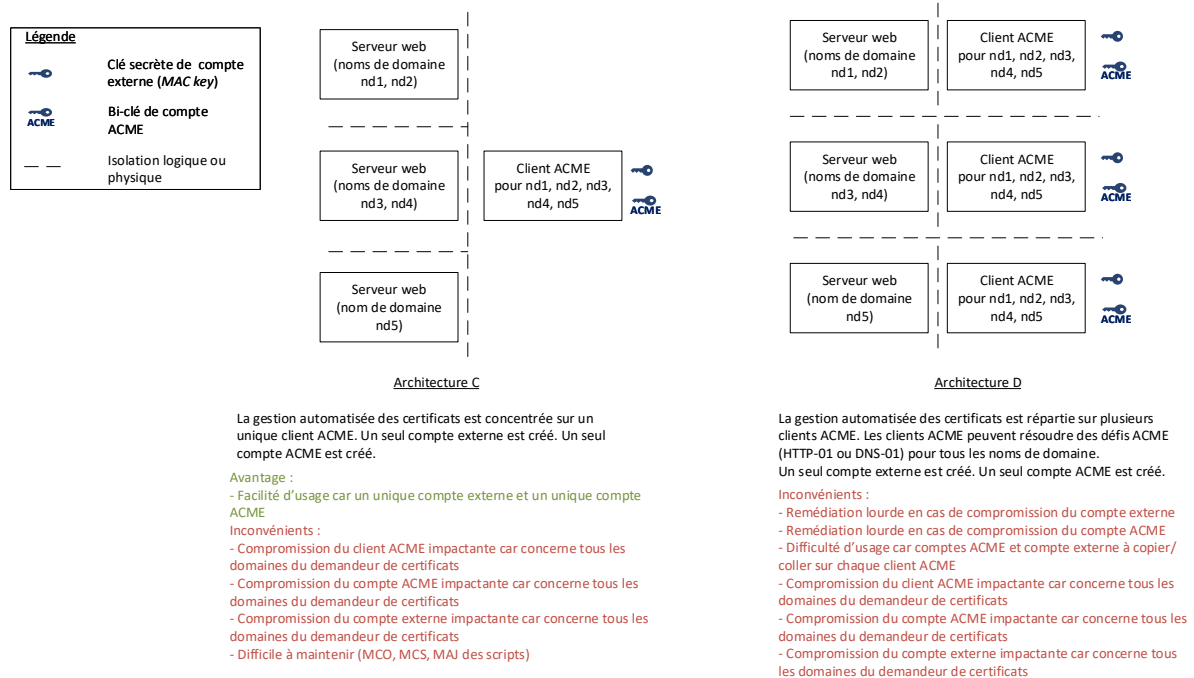 Légende
Clé secrète de compte
externe (MAC key)
ACME
Bi-clé de compte
ACME
Isolation logique ou
physique
Serveur web
(noms de domaine
nd1, nd2)
Serveur web
(noms de domaine
nd3, nd4)
Client ACME
pour nd1, nd2, nd3,
nd4, nd5
ACME
Serveur web
(nom de domaine
nd5)
Architecture C
La gestion automatisée des certificats est concentrée sur un
unique client ACME. Un seul compte externe est créé. Un seul
compte ACME est créé.
Avantage :
- Facilité d’usage car un unique compte externe et un unique compte
ACME
Inconvénients :
- Compromission du client ACME impactante car concerne tous les
domaines du demandeur de certificats
- Compromission du compte ACME impactante car concerne tous les
domaines du demandeur de certificats
- Compromission du compte externe impactante car concerne tous les
domaines du demandeur de certificats
- Difficile à maintenir (MCO, MCS, MAJ des scripts)
Serveur web
(noms de domaine
nd1, nd2)
Client ACME
pour nd1, nd2, nd3,
nd4, nd5
ACME
Serveur web
(noms de domaine
nd3, nd4)
Client ACME
pour nd1, nd2, nd3,
nd4, nd5
ACME
Serveur web
(nom de domaine
nd5)
Client ACME
pour nd1, nd2, nd3,
nd4, nd5
ACME
Architecture D
La gestion automatisée des certificats est répartie sur plusieurs
clients ACME. Les clients ACME peuvent résoudre des défis ACME
(HTTP-01 ou DNS-01) pour tous les noms de domaine.
Un seul compte externe est créé. Un seul compte ACME est créé.
Inconvénients :
- Remédiation lourde en cas de compromission du compte externe
- Remédiation lourde en cas de compromission du compte ACME
- Difficulté d’usage car comptes ACME et compte externe à copier/
coller sur chaque client ACME
- Compromission du client ACME impactante car concerne tous les
domaines du demandeur de certificats
- Compromission du compte ACME impactante car concerne tous les
domaines du demandeur de certificats
- Compromission du compte externe impactante car concerne tous
les domaines du demandeur de certificats